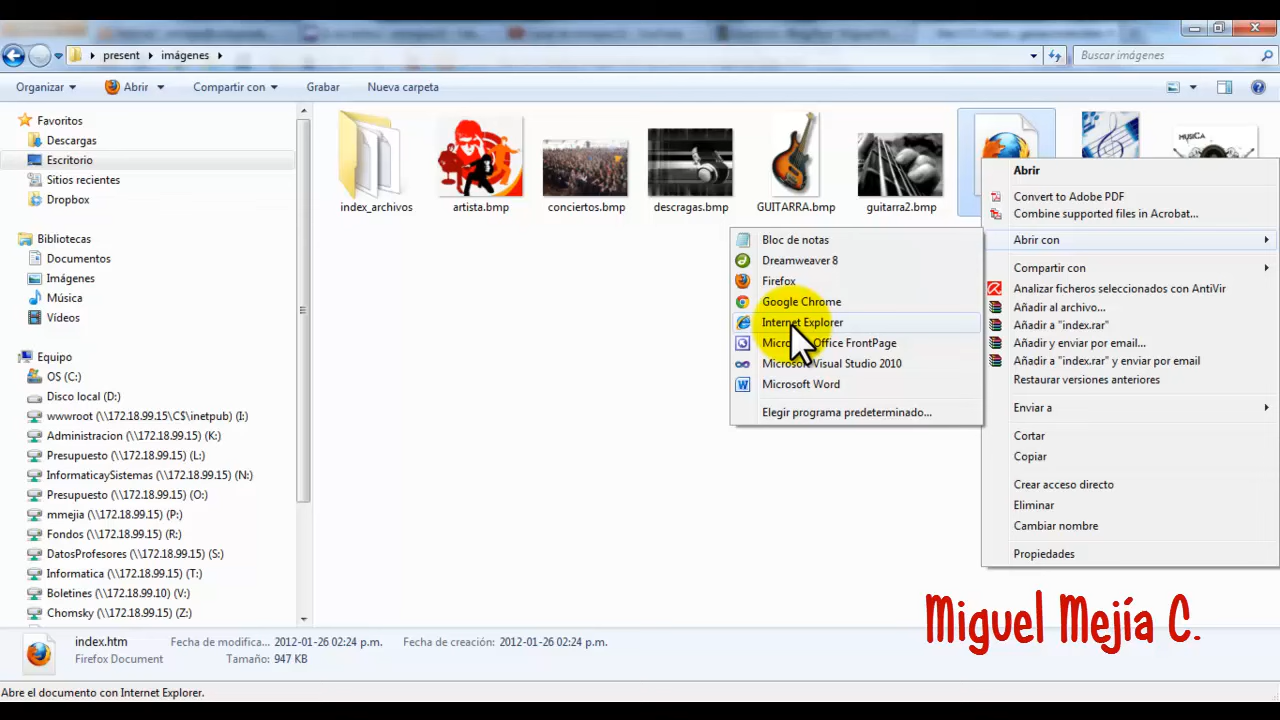 present
imágenes
Buscar imágenes
Organizar
Abrir
Compartir con
Grabar
Nueva carpeta
Favoritos
Descargas
Escritorio
Sitios recientes
Dropbox
Bibliotecas
Documentos
Imágenes
Música
Vídeos
Equipo
OS (C:)
Disco local (D:)
wwwroot (\\172.18.99.15\C$\inetpub) (I:)
Administracion (\\172.18.99.15) (K:)
Presupuesto (\\172.18.99.15) (L:)
InformaticaySistemas (\\172.18.99.15) (N:)
Presupuesto (\\172.18.99.15) (O:)
mmejia (\\172.18.99.15) (P:)
Fondos (\\172.18.99.15) (R:)
DatosProfesores (\\172.18.99.15) (S:)
Informatica (\\172.18.99.15) (T:)
Boletines (\\172.18.99.10) (V:)
Chomsky (\\172.18.99.15) (Z:)
index_archivos
artista.bmp
conciertos.bmp
descragas.bmp
GUITARRA.bmp
guitarra2.bmp
MUSICA
Abrir
Convert to Adobe PDF
Combine supported files in Acrobat...
Abrir con
Compartir con
Analizar ficheros seleccionados con AntiVir
Añadir al archivo...
Añadir a "index.rar"
Añadir y enviar por email...
Añadir a "index.rar" y enviar por email
Restaurar versiones anteriores
Enviar a
Cortar
Copiar
Crear acceso directo
Eliminar
Cambiar nombre
Propiedades
Bloc de notas
Dreamweaver 8
Firefox
Google Chrome
Internet Explorer
Office FrontPage
Microsoft Visual Studio 2010
Microsoft Word
Elegir programa predeterminado...
Miguel Mejía C.
index.htm
Fecha de modifica... 2012-01-26 02:24 p.m.
Fecha de creación: 2012-01-26 02:24 p.m.
Firefox Document
Tamaño: 947 KB
Abre el documento con Internet Explorer.